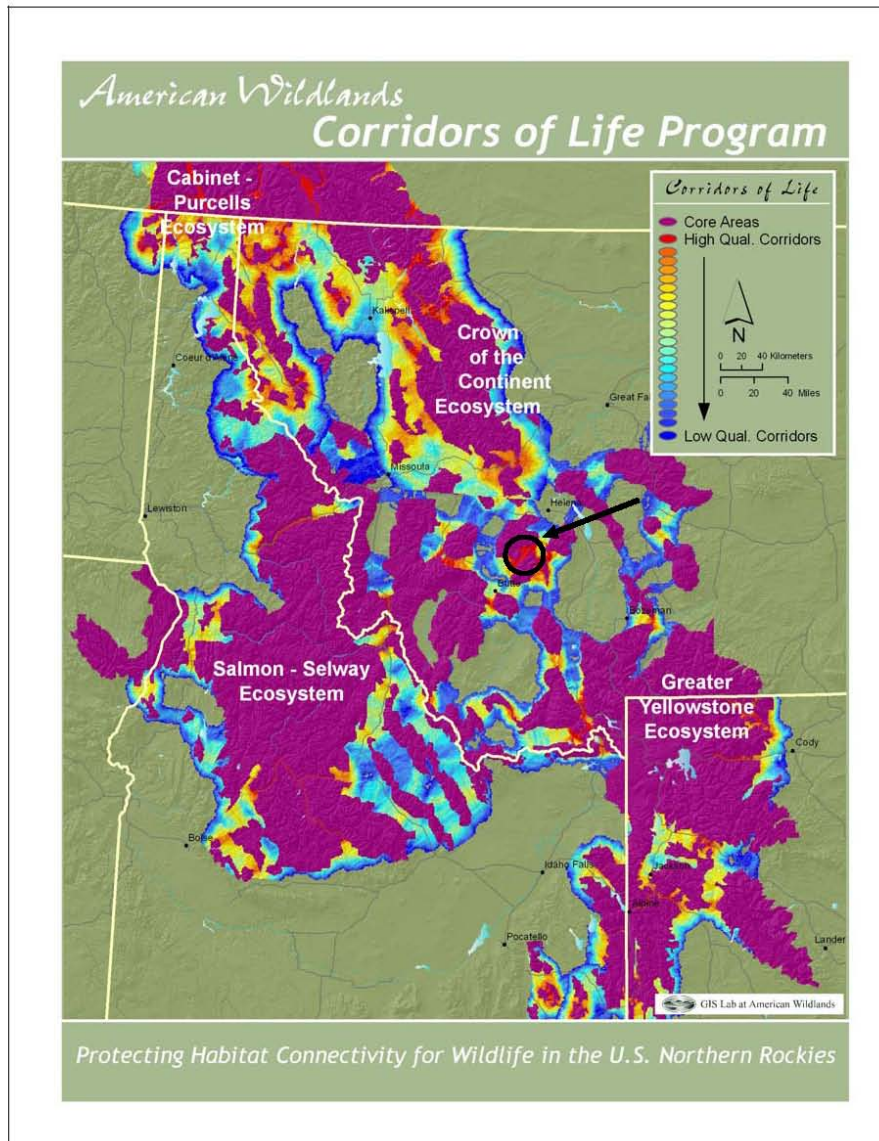 American Wildlands
Corridors of Life Program
Cabinet -
Purcells
Ecosystem
Corridors of Life
Core Areas
High Qual. Corridors
N
0 20 40 Kilometers
0 20 40 Miles
Low Qual. Corridors
Kalispell
Crown
of the
Continent
Ecosystem
Coeur d'Alene
Great Fa
Missoula
Lewiston
Helena
Butte
Bozeman
Salmon - Selway
Ecosystem
Greater
Yellowstone
Ecosystem
Cody
Boise
Idaho Falls
Jackson
Alpine
Pocatello
Lander
GIS Lab at American Wildlands
Protecting Habitat Connectivity for Wildlife in the U.S. Northern Rockies